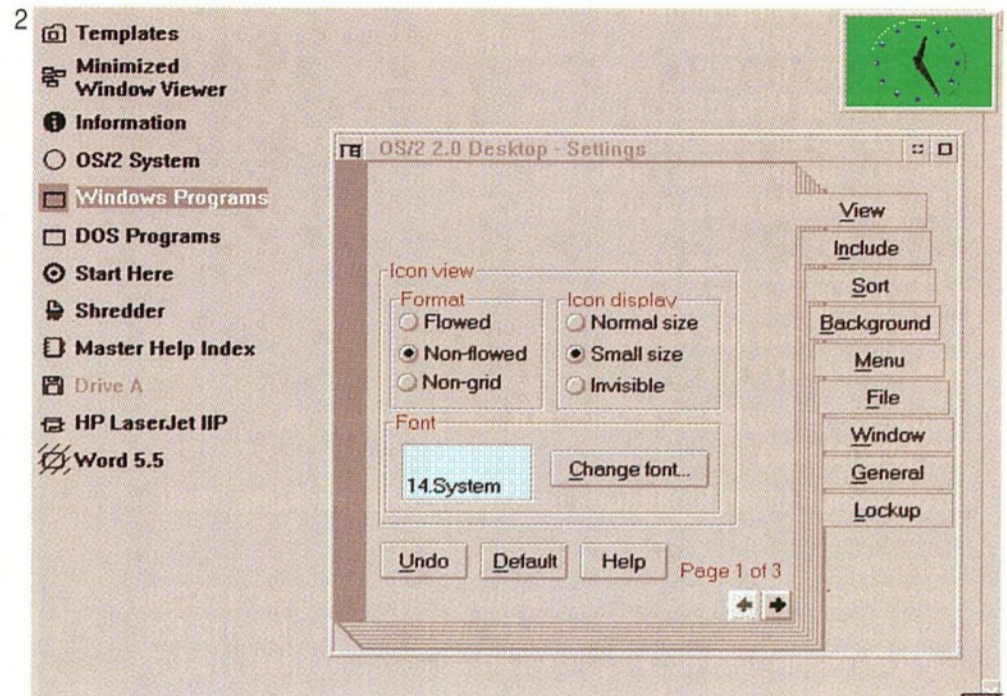 2
Templates
Minimized
Window Viewer
Information
OS/2 System
Windows Programs
DOS Programs
Start Here
Shredder
Master Help Index
Drive A
HP LaserJet IIP
Word 5.5
OS/2 2.0 Desktop - Settings
Icon view
Format
Flowed
Non-flowed
Non-grid
Icon display
Normal size
Small size
Invisible
Font
14.System
Change font...
Undo
Default
Help
Page 1 of 3
View
Include
Sort
Background
Menu
File
Window
General
Lockup